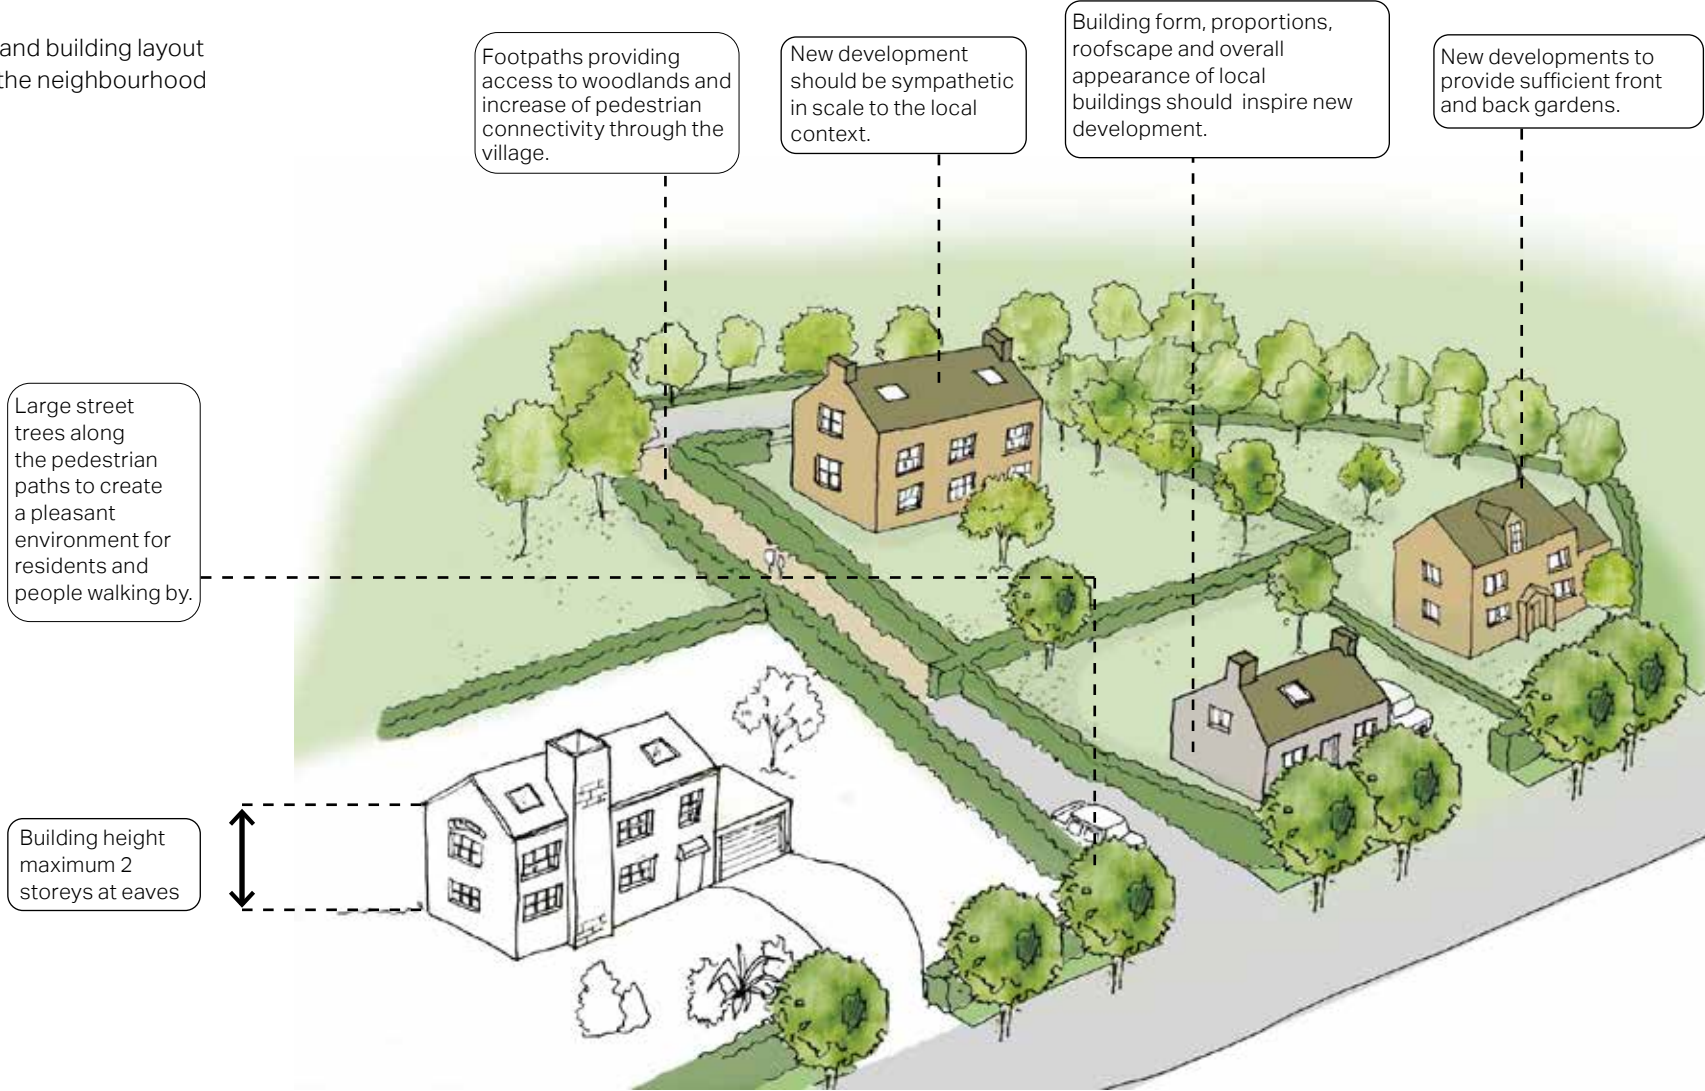 and building layout
the neighbourhood
Footpaths providing
access to woodlands and
increase of pedestrian
connectivity through the
village.
New development
should be sympathetic
in scale to the local
context.
Building form, proportions,
roofscape and overall
appearance of local
buildings should  inspire new
development.
New developments to
provide sufficient front
and back gardens.
Large street
trees along
the pedestrian
paths to create
a pleasant
environment for
residents and
people walking by.
Building height
maximum 2
storeys at eaves